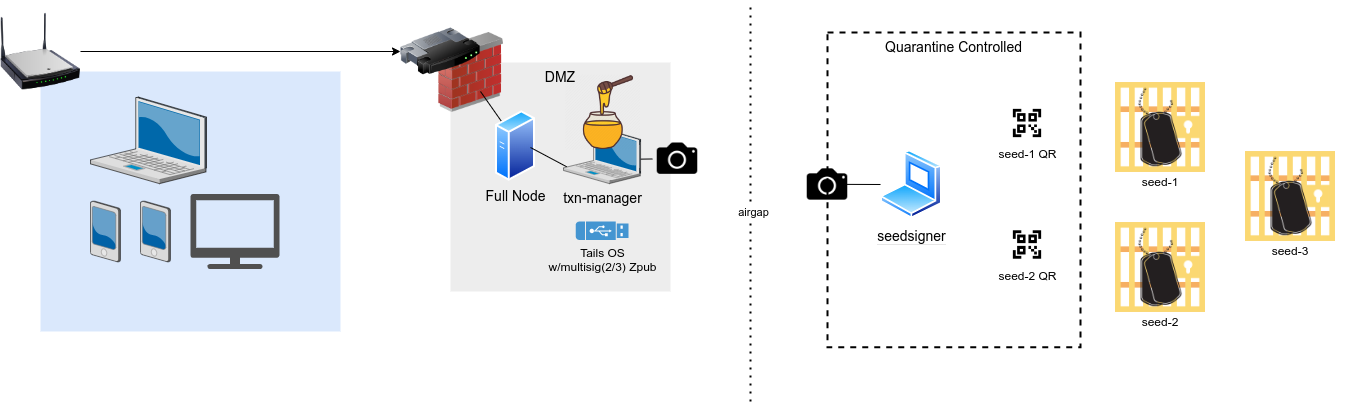 DMZ
Full Node
txn-manager
Tails OS
w/multisig(2/3) Zpub
airgap
Quarantine Controlled
seedsigner
seed-1 QR
seed-2 QR
seed-1
seed-2
seed-3